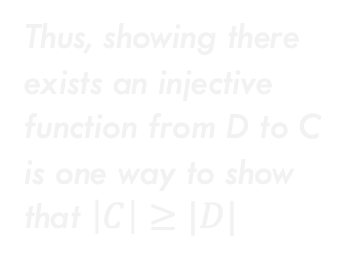 Thus, showing there
exists an injective
function from D to C
is one way to show
that |C| ≥ |D|